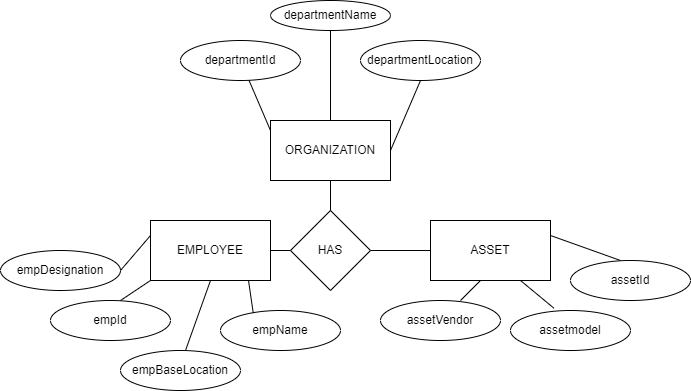 departmentName
departmentId
departmentLocation
ORGANIZATION
EMPLOYEE
HAS
ASSET
empDesignation
assetId
empId
empName
assetVendor
assetmodel
empBaseLocation